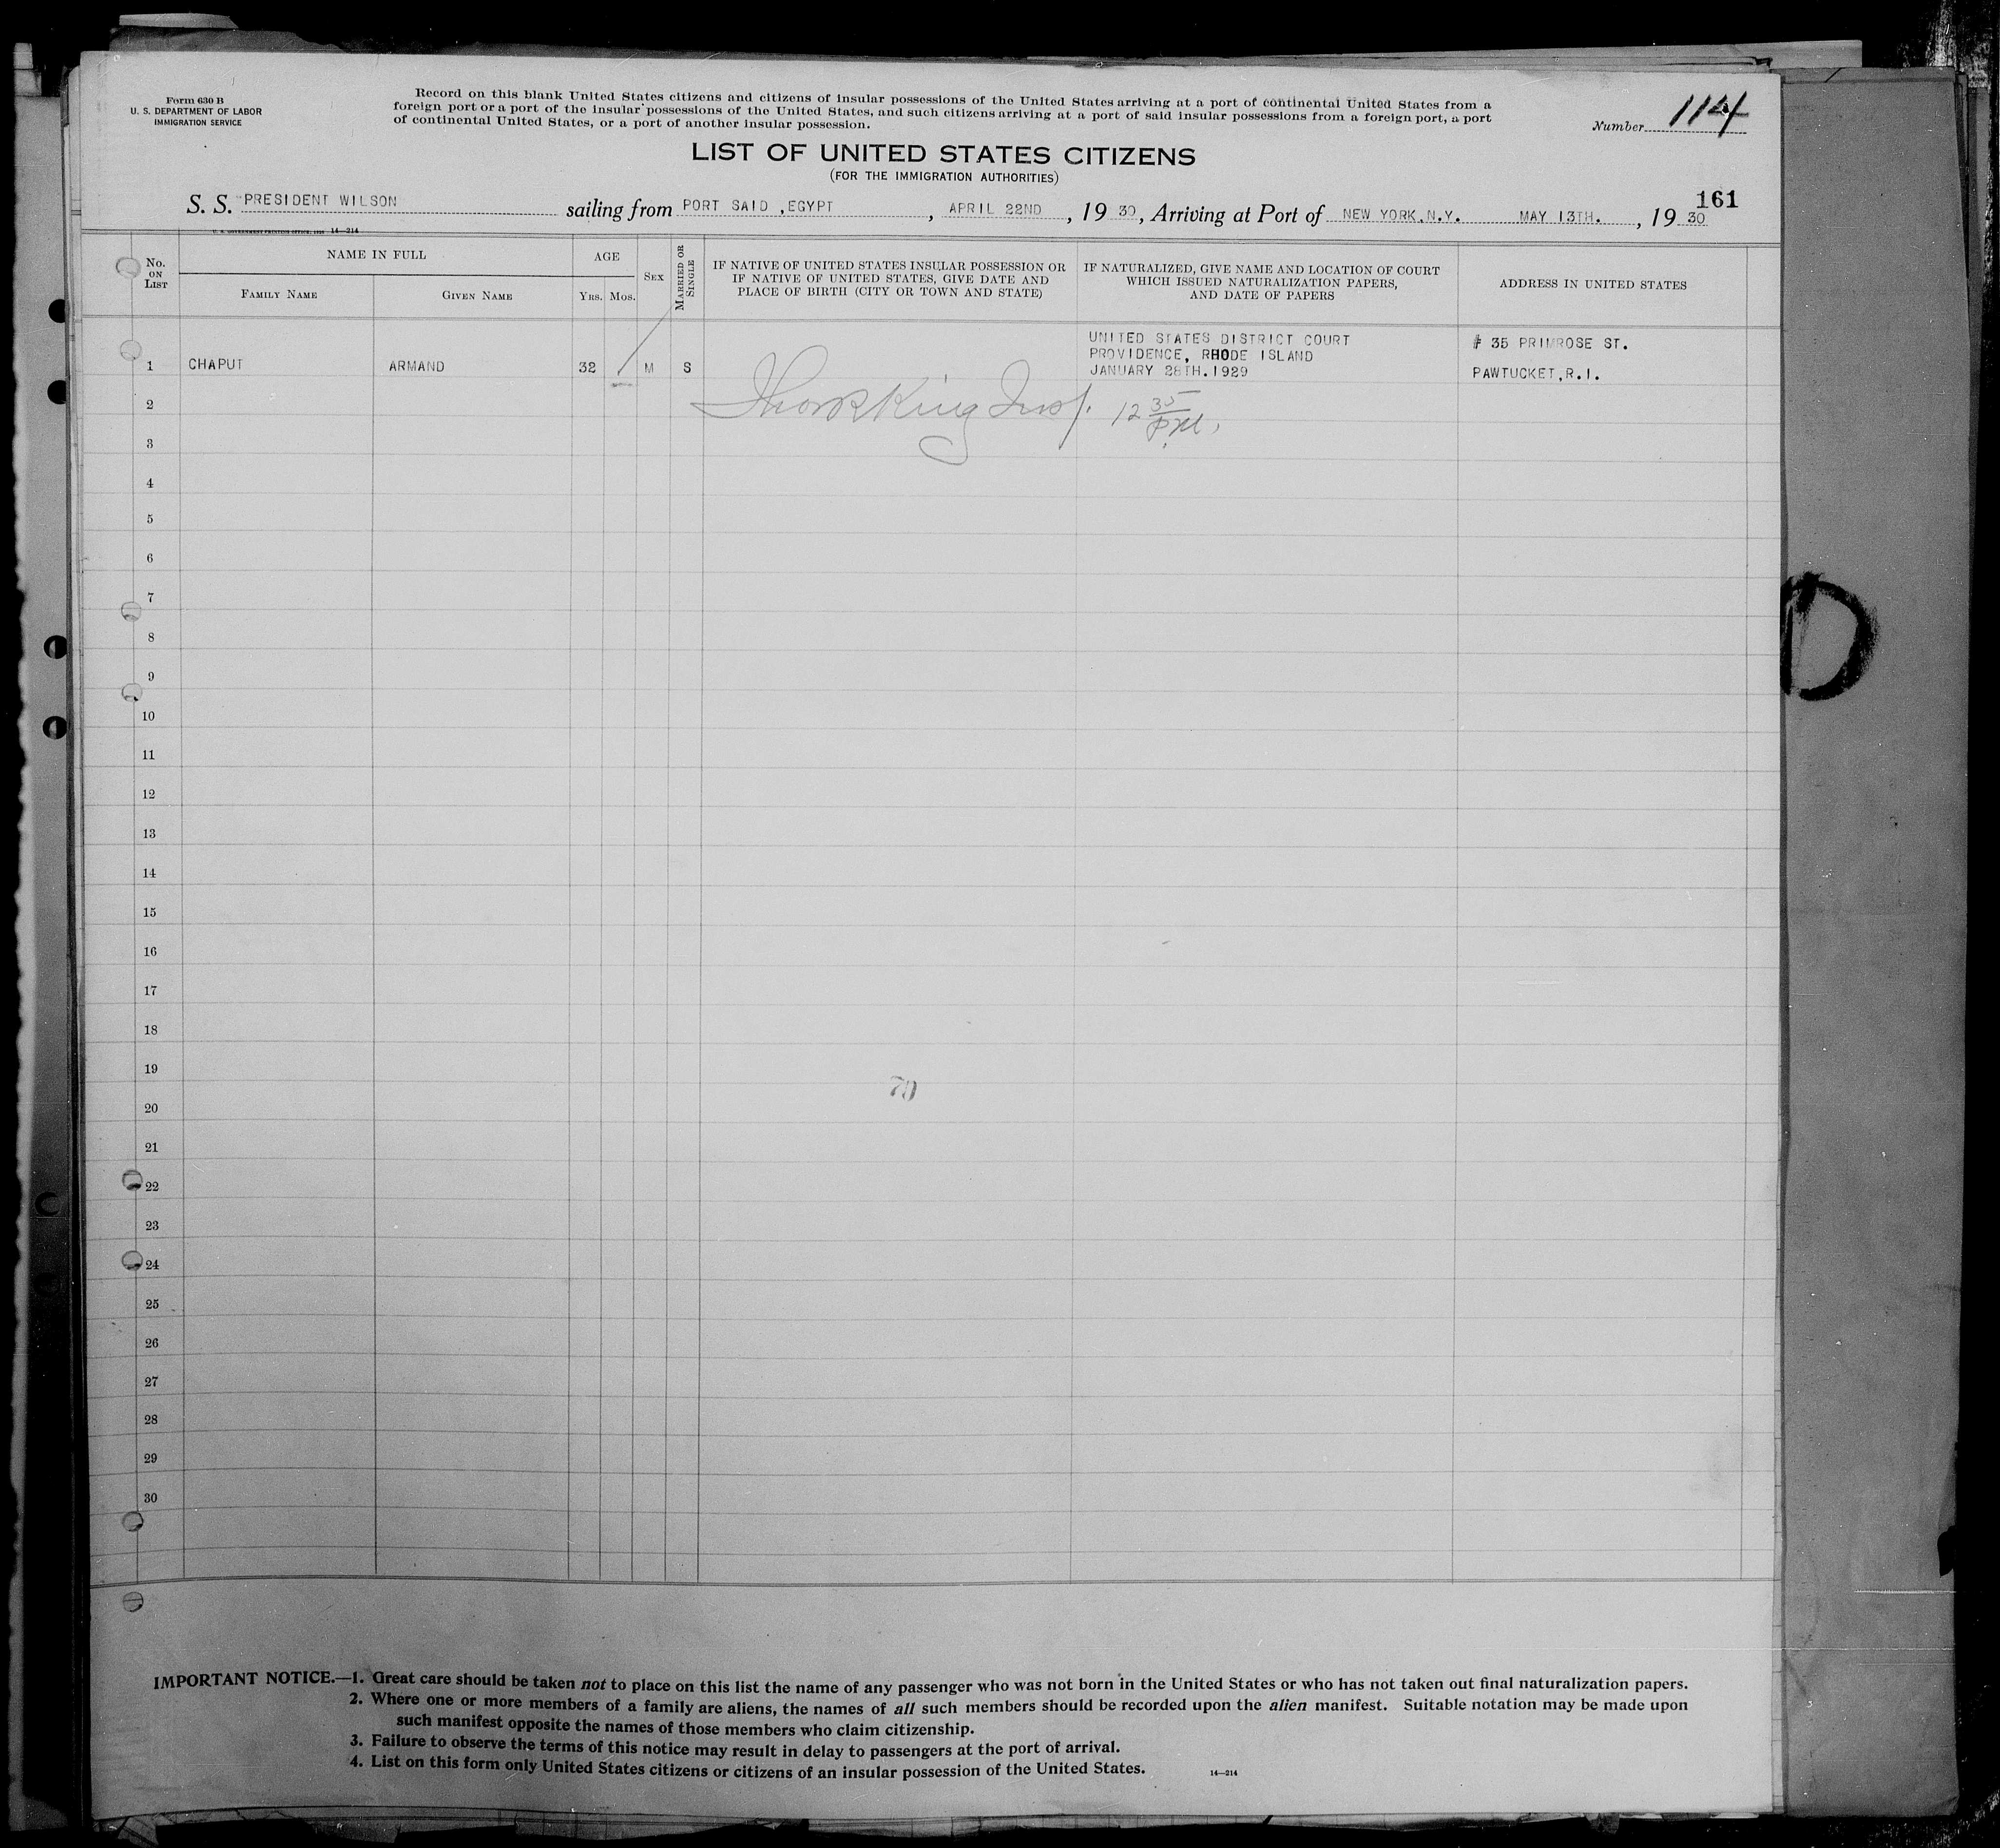 Form 630 B
U. S. DEPARTMENT OF LABOR
IMMIGRATION SERVICE
Record on this blank United States citizens and citizens of insular possessions of the United States arriving at a port of continental United States from a
foreign port or a port of the insular possessions of the United States, and such citizens arriving at a port of said insular possessions from a foreign port, a port
of continental United States, or a port of another insular possession.
Number 114
LIST OF UNITED STATES CITIZENS
(FOR THE IMMIGRATION AUTHORITIES)
161
S. S. PRESIDENT WILSON sailing from PORT SAID ,EGYPT, APRIL 22ND, 19 30, Arriving at Port of NEW YORK,N.Y. MAY 13TH., 19 30
U. S. GOVERNMENT PRINTING OFFICE: 14—214
No. ON LIST
NAME IN FULL
FAMILY NAME
GIVEN NAME
AGE
YRS. MOS.
SEX
MARRIED OR SINGLE
IF NATIVE OF UNITED STATES INSULAR POSSESSION OR
IF NATIVE OF UNITED STATES, GIVE DATE AND
PLACE OF BIRTH (CITY OR TOWN AND STATE)
IF NATURALIZED, GIVE NAME AND LOCATION OF COURT
WHICH ISSUED NATURALIZATION PAPERS,
AND DATE OF PAPERS
ADDRESS IN UNITED STATES
UNITED STATES DISTRICT COURT
PROVIDENCE, RHODE ISLAND
JANUARY 28TH.1929
# 35 PRIMROSE ST.
PAWTUCKET,R.I.
1 CHAPUT ARMAND 32 M S
2
King Insp. 12 35 P.M.
3
4
5
6
7
8
9
10
11
12
13
14
15
16
17
18
19
70
20
21
22
23
24
25
26
27
28
29
30
D
IMPORTANT NOTICE.—1. Great care should be taken not to place on this list the name of any passenger who was not born in the United States or who has not taken out final naturalization papers.
2. Where one or more members of a family are aliens, the names of all such members should be recorded upon the alien manifest. Suitable notation may be made upon
such manifest opposite the names of those members who claim citizenship.
3. Failure to observe the terms of this notice may result in delay to passengers at the port of arrival.
4. List on this form only United States citizens or citizens of an insular possession of the United States.
14—214